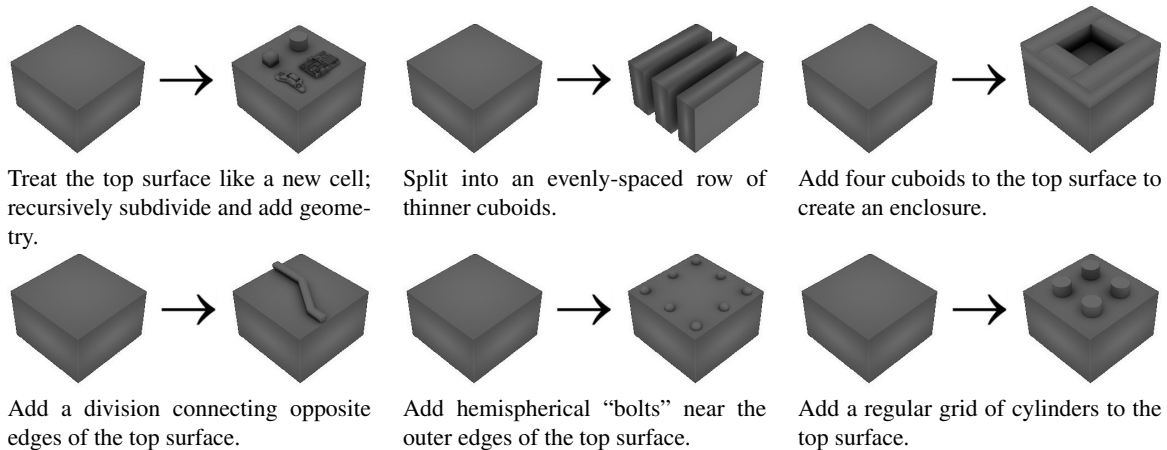 Treat the top surface like a new cell;
recursively subdivide and add geome-
try.
Split into an evenly-spaced row of
thinner cuboids.
Add four cuboids to the top surface to
create an enclosure.
Add a division connecting opposite
edges of the top surface.
Add hemispherical “bolts” near the
outer edges of the top surface.
Add a regular grid of cylinders to the
top surface.